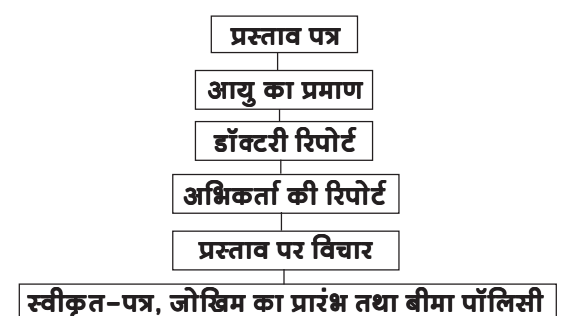 प्रस्ताव पत्र
आयु का प्रमाण
डॉक्टरी रिपोर्ट
अभिकर्ता की रिपोर्ट
प्रस्ताव पर विचार
स्वीकृत-पत्र, जोखिम का प्रारंभ तथा बीमा पॉलिसी